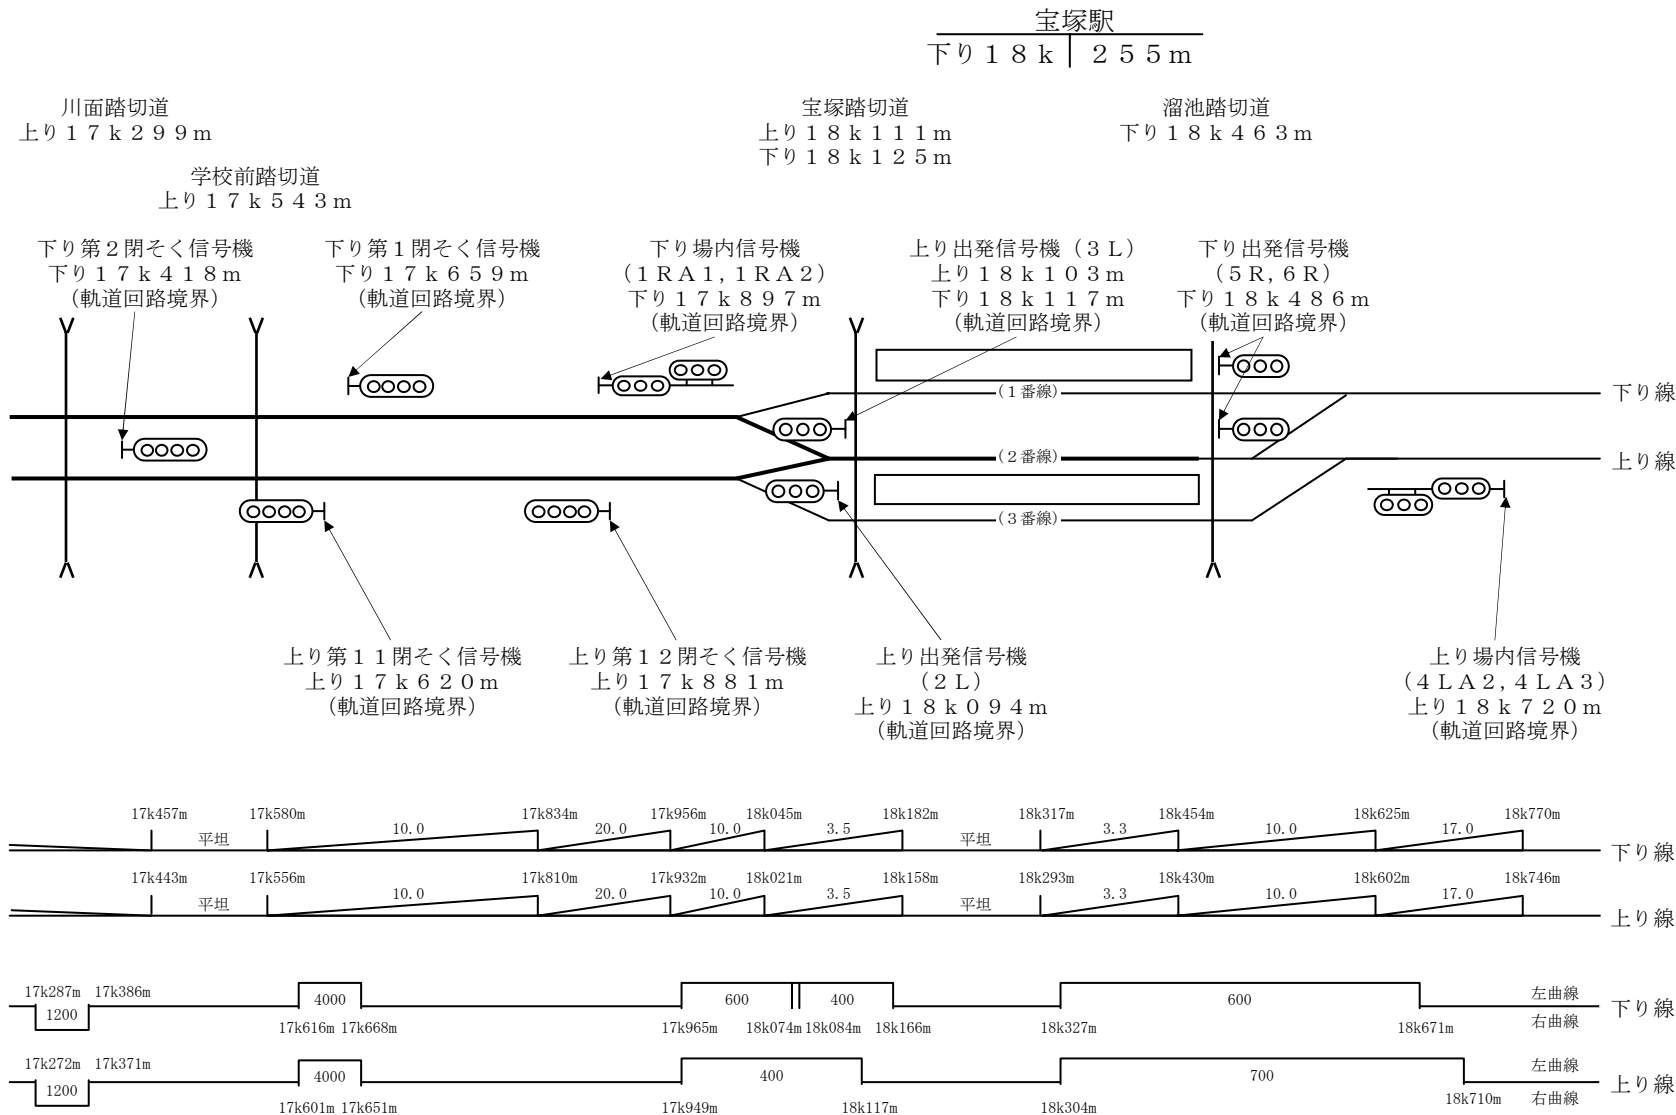 宝塚駅
下り18k 255m
川面踏切道
上り17k299m
学校前踏切道
上り17k543m
宝塚踏切道
上り18k111m
下り18k125m
溜池踏切道
下り18k463m
下り第2閉そく信号機
下り17k418m
(軌道回路境界)
下り第1閉そく信号機
下り17k659m
(軌道回路境界)
下り場内信号機
(1RA1,1RA2)
下り17k897m
(軌道回路境界)
上り出発信号機(3L)
上り18k103m
下り18k117m
(軌道回路境界)
下り出発信号機
(5R,6R)
下り18k486m
(軌道回路境界)
(1番線)
下り線
(2番線)
上り線
(3番線)
上り第11閉そく信号機
上り17k620m
(軌道回路境界)
上り第12閉そく信号機
上り17k881m
(軌道回路境界)
上り出発信号機
(2L)
上り18k094m
(軌道回路境界)
上り場内信号機
(4LA2,4LA3)
上り18k720m
(軌道回路境界)
17k457m 17k580m 17k834m 17k956m 18k045m 18k182m 18k317m 18k454m 18k625m 18k770m
平坦 10.0 20.0 10.0 3.5 平坦 3.3 10.0 17.0 下り線
17k443m 17k556m 17k810m 17k932m 18k021m 18k158m 18k293m 18k430m 18k602m 18k746m
平坦 10.0 20.0 10.0 3.5 平坦 3.3 10.0 17.0 上り線
17k287m 17k386m
1200 4000 600 400 600 左曲線 下り線
17k616m 17k668m 17k965m 18k074m 18k084m 18k166m 18k327m 18k671m 右曲線
17k272m 17k371m
1200 4000 400 700 左曲線 上り線
17k601m 17k651m 17k949m 18k117m 18k304m 18k710m 右曲線